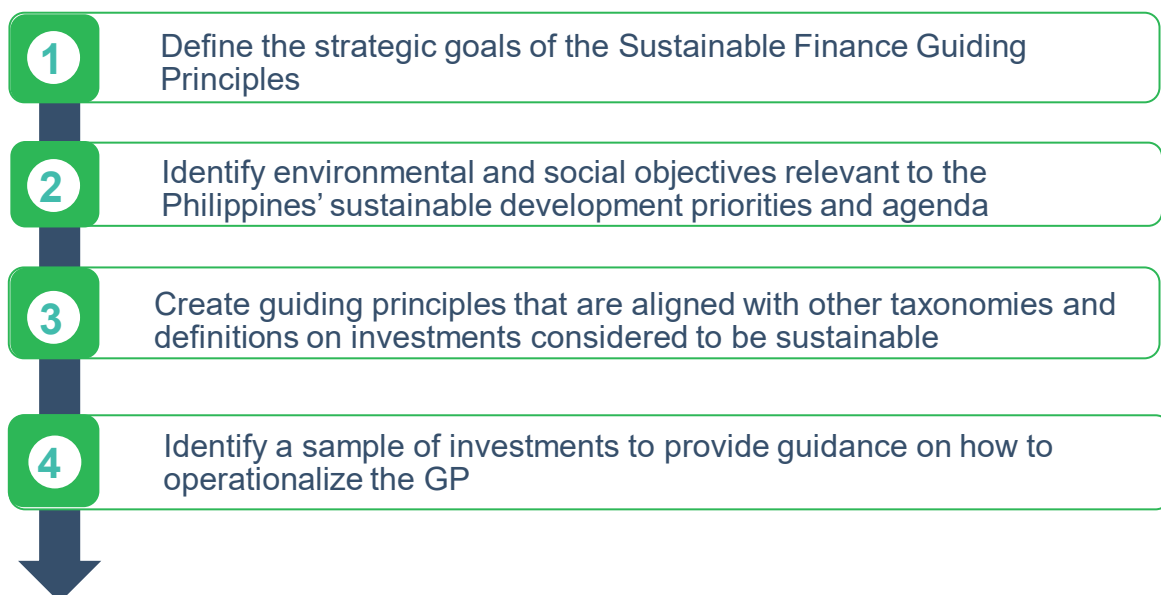 1
Define the strategic goals of the Sustainable Finance Guiding
Principles
2
Identify environmental and social objectives relevant to the
Philippines’ sustainable development priorities and agenda
3
Create guiding principles that are aligned with other taxonomies and
definitions on investments considered to be sustainable
4
Identify a sample of investments to provide guidance on how to
operationalize the GP